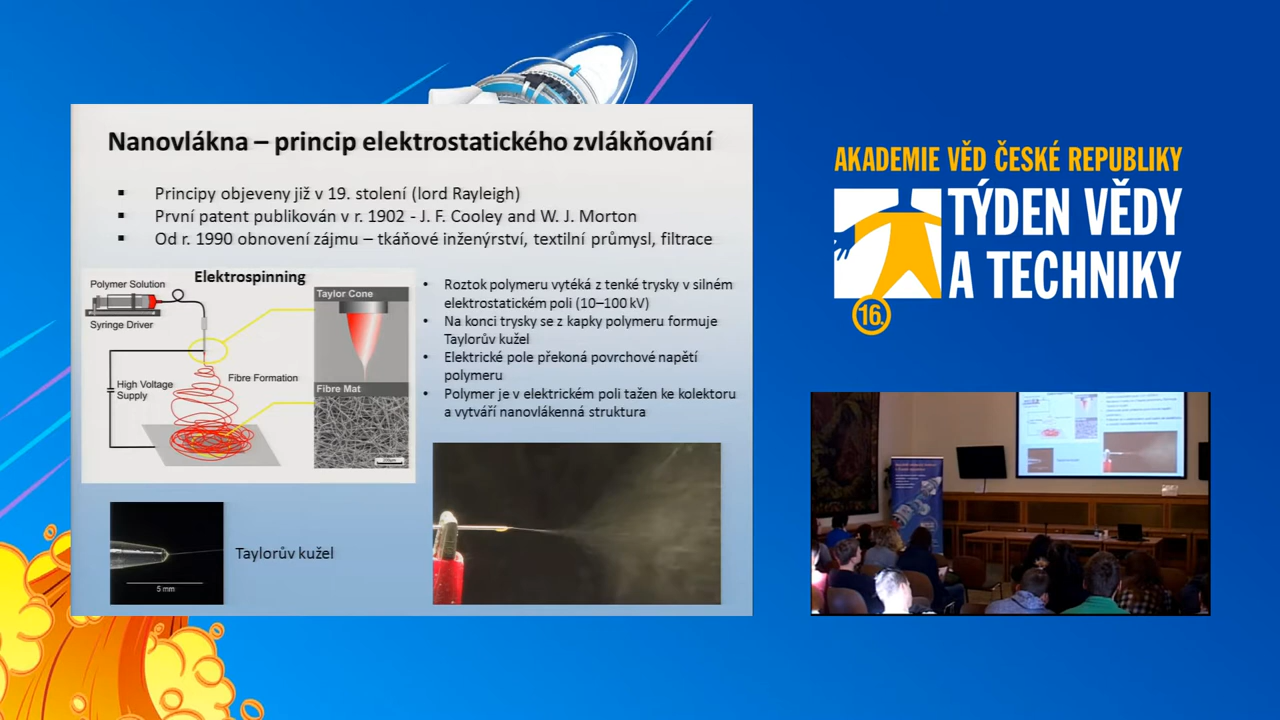 Nanovlákna – princip elektrostatického zvlákňování
Principy objeveny již v 19. stolení (lord Rayleigh)
První patent publikován v r. 1902 - J. F. Cooley and W. J. Morton
Od r. 1990 obnovení zájmu – tkáňové inženýrství, textilní průmysl, filtrace
Elektrospinning
Polymer Solution
Syringe Driver
High Voltage
Supply
Fibre Formation
Taylor Cone
Fibre Mat
Roztok polymeru vytéká z tenké trysky v silném
elektrostatickém poli (10–100 kV)
Na konci trysky se z kapky polymeru formuje
Taylorův kužel
Elektrické pole překoná povrchové napětí
polymeru
Polymer je v elektrickém poli tažen ke kolektoru
a vytváří nanovlákenná struktura
5 mm
Taylorův kužel
AKADEMIE VĚD ČESKÉ REPUBLIKY
TÝDEN VĚDY
A TECHNIKY
16.